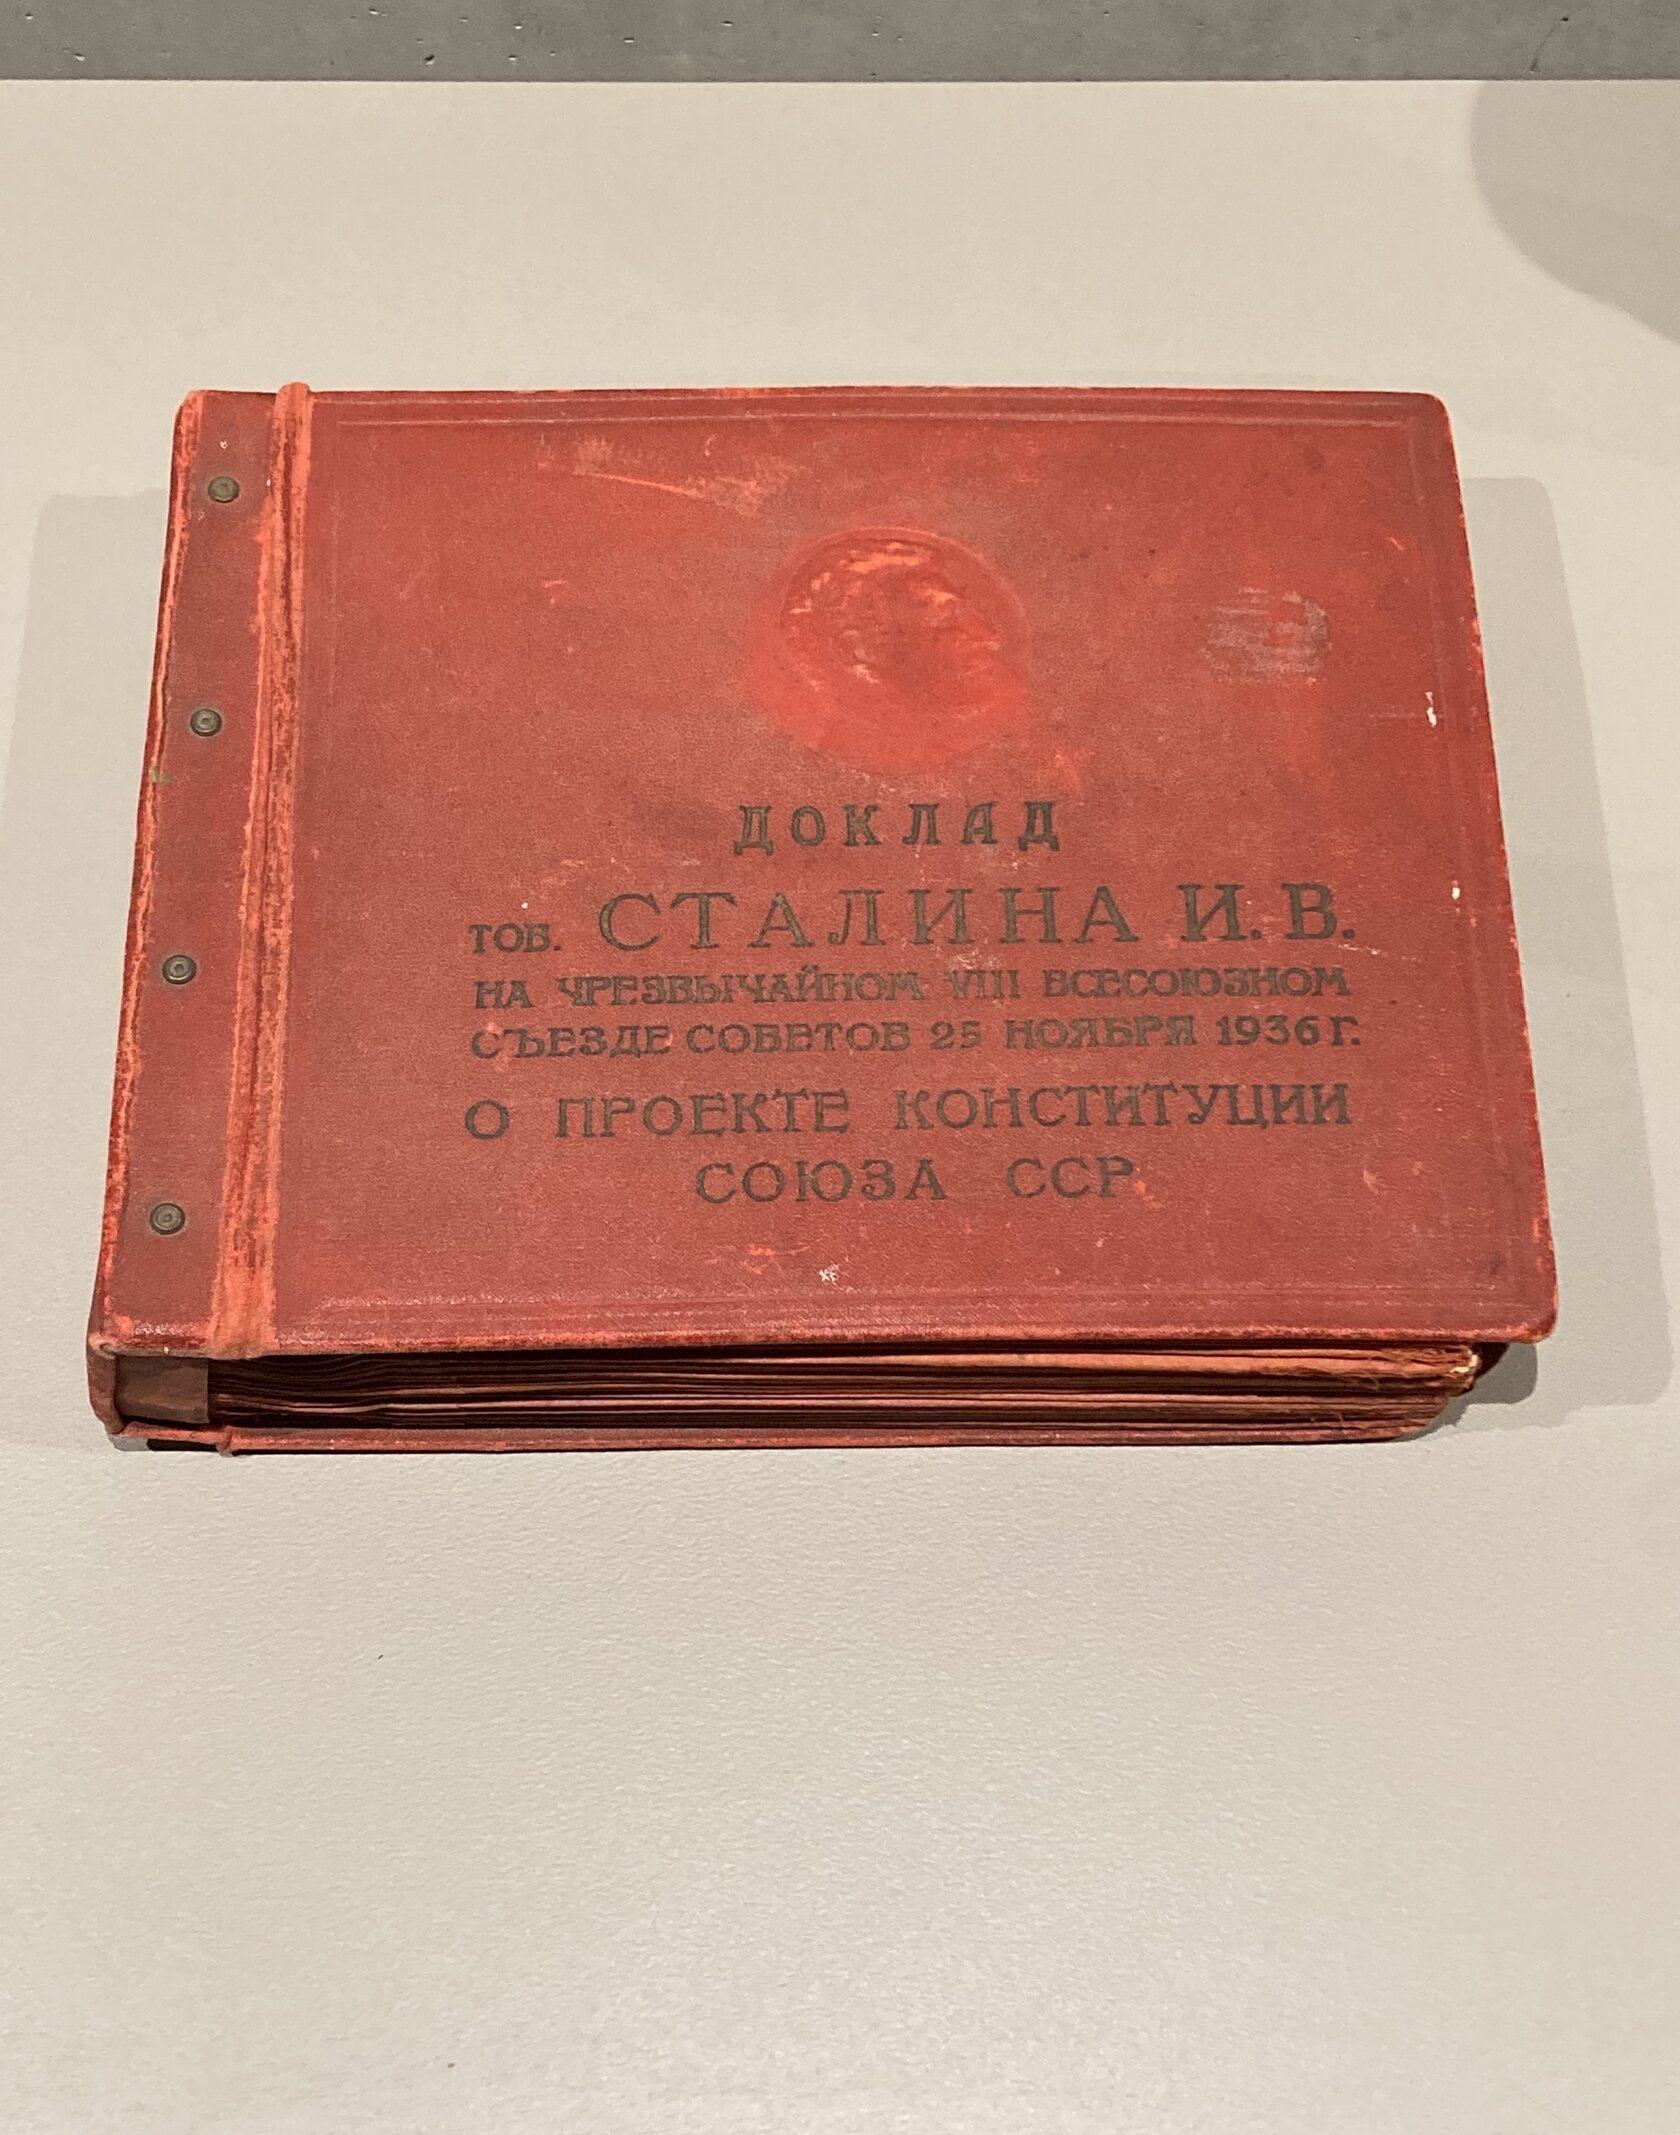 ДОКЛАД
ТОВ. СТАЛИНА И. В.
НА ЧРЕЗВЫЧАЙНОМ VIII ВСЕСОЮЗНОМ
СЪЕЗДЕ СОВЕТОВ 25 НОЯБРЯ 1936 Г.
О ПРОЕКТЕ КОНСТИТУЦИИ
СОЮЗА ССР